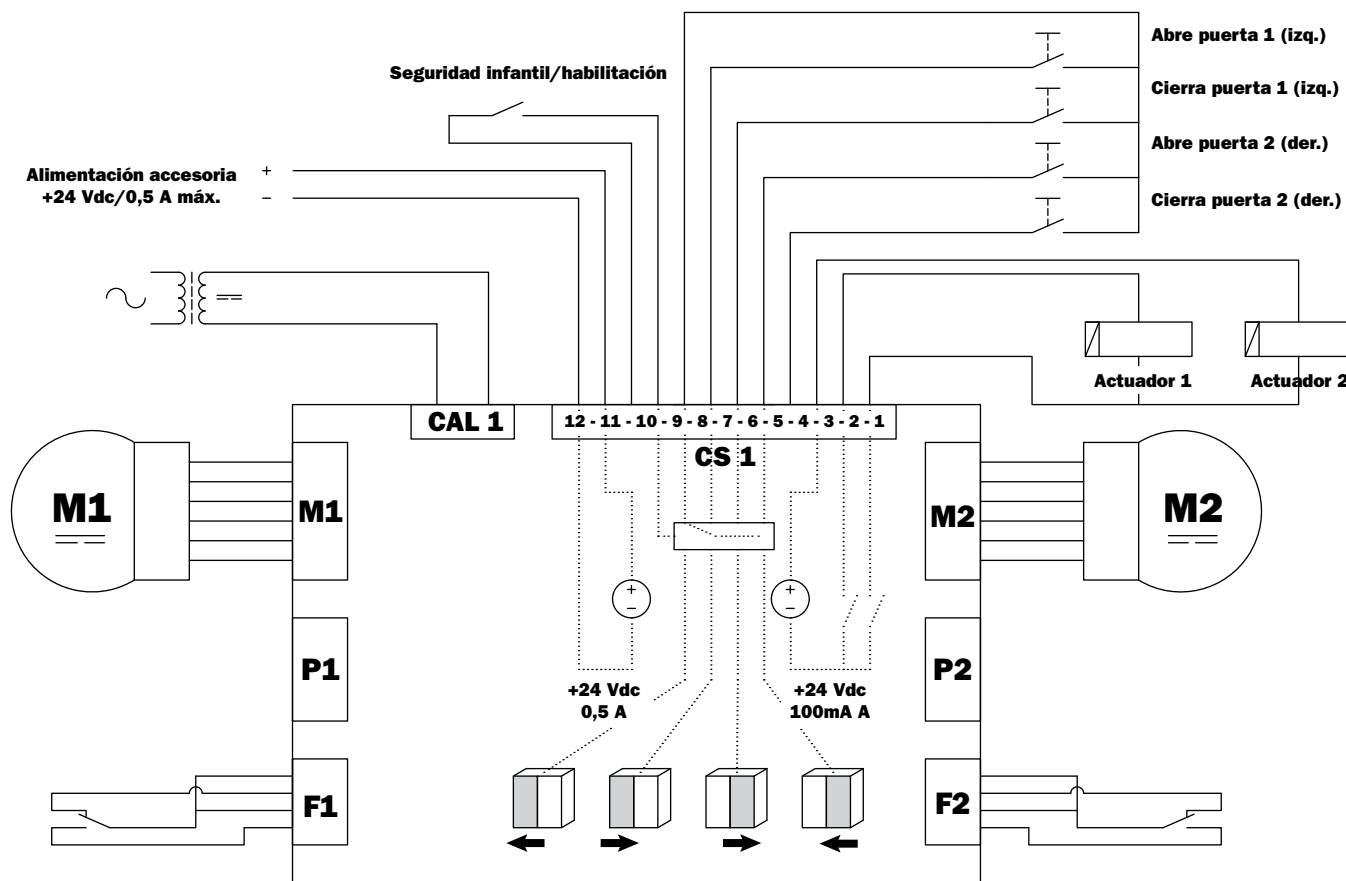 Abre puerta 1 (izq.)
Seguridad infantil/habilitación
Cierra puerta 1 (izq.)
Abre puerta 2 (der.)
Alimentación accesoria
+24 Vdc/0,5 A máx.
+
−
Cierra puerta 2 (der.)
Actuador 1
Actuador 2
CAL 1
12 - 11 - 10 - 9 - 8 - 7 - 6 - 5 - 4 - 3 - 2 - 1
CS 1
M1
M1
M2
M2
+
−
+
−
P1
P2
+24 Vdc
0,5 A
+24 Vdc
100mA A
F1
F2